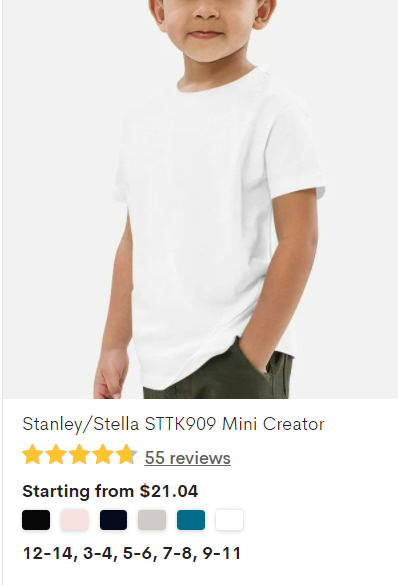 Stanley/Stella STTK909 Mini Creator
55 reviews
Starting from $21.04
12-14, 3-4, 5-6, 7-8, 9-11